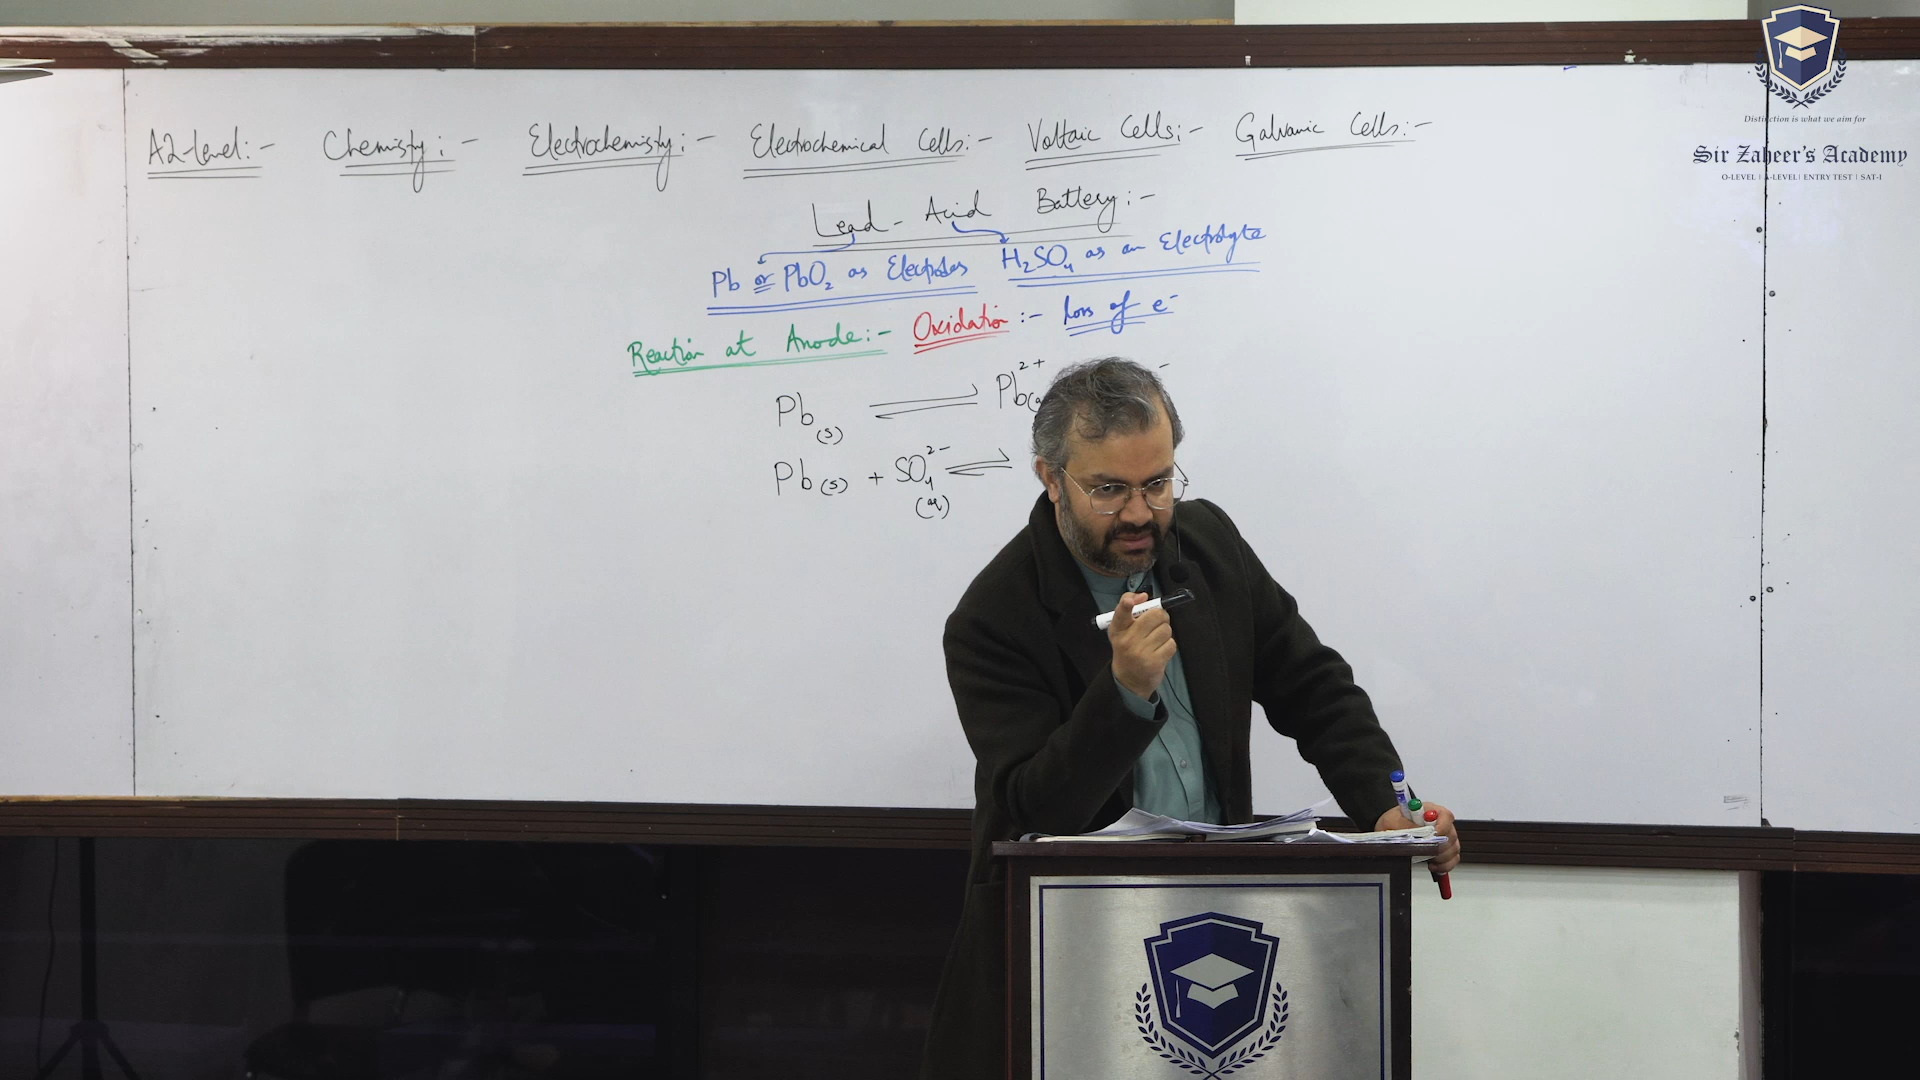 A2-Level:- Chemistry:- Electrochemistry:- Electrochemical Cells:- Voltaic Cells:- Galvanic Cells:-
Lead-Acid Battery:-
Pb or PbO₂ as Electrodes H₂SO₄ as an Electrolyte
Reaction at Anode:- Oxidation:- Loss of e⁻
Pb(s) ⇌ Pb²⁺(a
Pb(s) + SO₄²⁻(aq) ⇌
Distinction is what we aim for
Sir Zaheer's Academy
O-LEVEL | A-LEVEL | ENTRY TEST | SAT-I